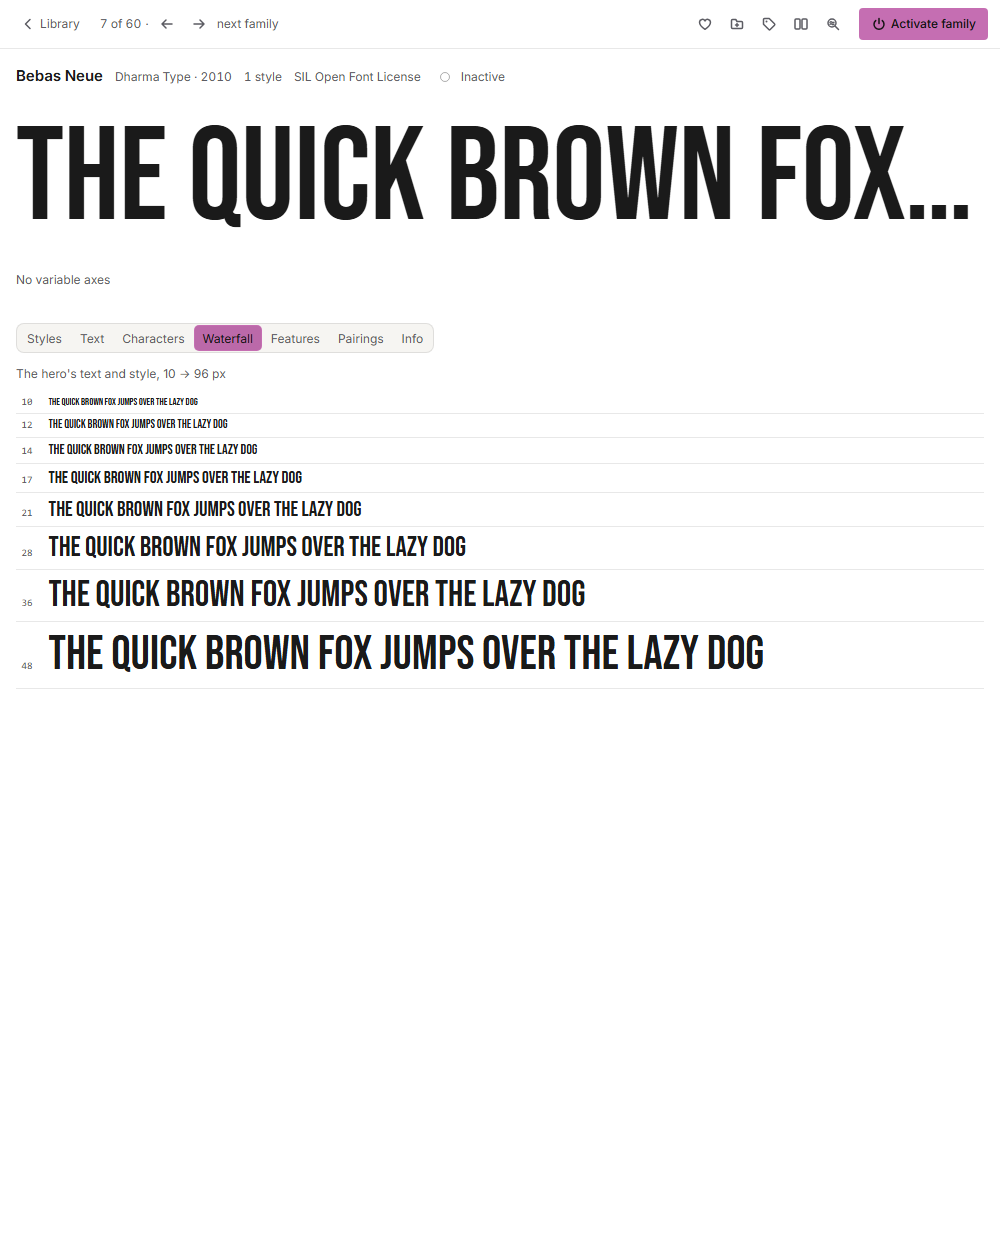 Library 7 of 60 · ← → next family Activate family
Bebas Neue Dharma Type · 2010 1 style SIL Open Font License Inactive
THE QUICK BROWN FOX...
No variable axes
Styles Text Characters Waterfall Features Pairings Info
The hero's text and style, 10 → 96 px
10 THE QUICK BROWN FOX JUMPS OVER THE LAZY DOG
12 THE QUICK BROWN FOX JUMPS OVER THE LAZY DOG
14 THE QUICK BROWN FOX JUMPS OVER THE LAZY DOG
17 THE QUICK BROWN FOX JUMPS OVER THE LAZY DOG
21 THE QUICK BROWN FOX JUMPS OVER THE LAZY DOG
28 THE QUICK BROWN FOX JUMPS OVER THE LAZY DOG
36 THE QUICK BROWN FOX JUMPS OVER THE LAZY DOG
48 THE QUICK BROWN FOX JUMPS OVER THE LAZY DOG